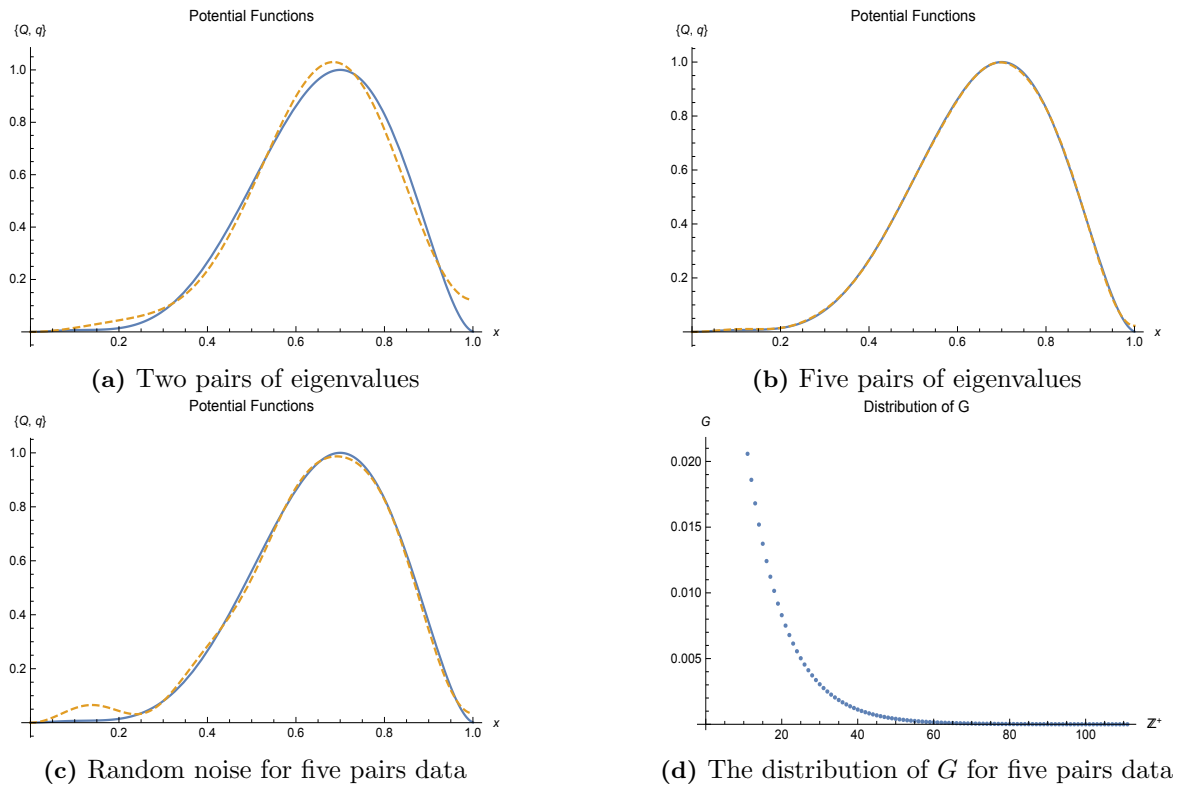 Potential Functions
{Q, q}
1.0
0.8
0.6
0.4
0.2
0.2 0.4 0.6 0.8 1.0 x
(a) Two pairs of eigenvalues
Potential Functions
{Q, q}
1.0
0.8
0.6
0.4
0.2
0.2 0.4 0.6 0.8 1.0 x
(b) Five pairs of eigenvalues
Potential Functions
{Q, q}
1.0
0.8
0.6
0.4
0.2
0.2 0.4 0.6 0.8 1.0 x
(c) Random noise for five pairs data
Distribution of G
G
0.020
0.015
0.010
0.005
20 40 60 80 100 ℤ⁺
(d) The distribution of G for five pairs data